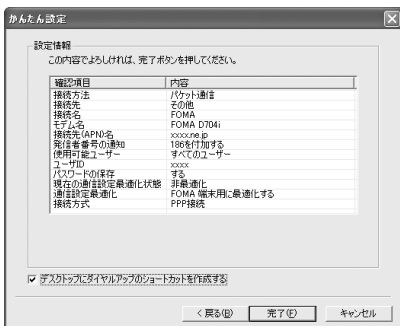 かんたん設定
設定情報
この内容でよろしければ、完了ボタンを押してください。
確認項目 内容
接続方法 パケット通信
接続先 その他
接続名 FOMA
モデム名 FOMA D704i
接続先(APN)名 xxxx.ne.jp
発信者番号の通知 186を付加する
使用可能ユーザー すべてのユーザー
ユーザID xxxx
パスワードの保存 する
現在の通信設定最適化状態 非最適化
通信設定最適化 FOMA 端末用に最適化する
接続方式 PPP接続
デスクトップにダイヤルアップのショートカットを作成する
< 戻る(B) 完了(F) キャンセル